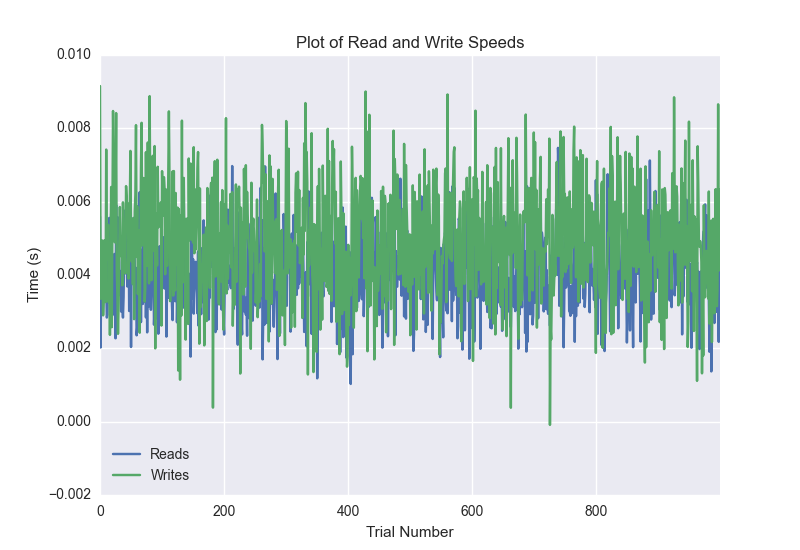 Plot of Read and Write Speeds
0.010
0.008
0.006
0.004
0.002
0.000
−0.002
Time (s)
Reads
Writes
0
200
400
600
800
Trial Number